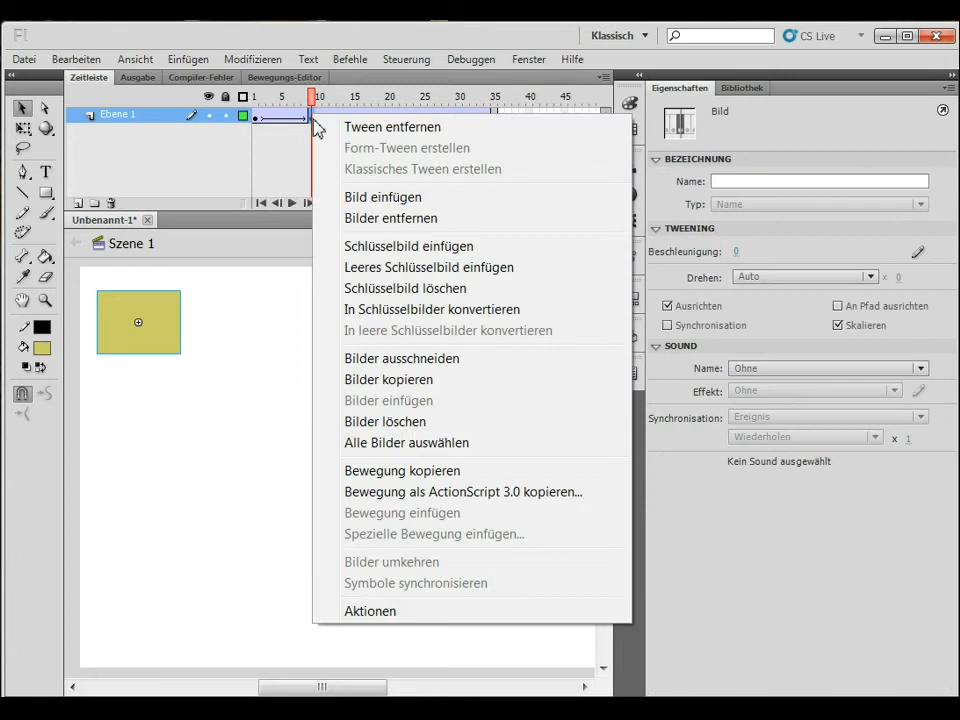 Fl
Klassisch
CS Live
Datei Bearbeiten Ansicht Einfügen Modifizieren Text Befehle Steuerung Debuggen Fenster Hilfe
Zeitleiste Ausgabe Compiler-Fehler Bewegungs-Editor
1 5 10 15 20 25 30 35 40 45
Ebene 1
Unbenannt-1*
Szene 1
Tween entfernen
Form-Tween erstellen
Klassisches Tween erstellen
Bild einfügen
Bilder entfernen
Schlüsselbild einfügen
Leeres Schlüsselbild einfügen
Schlüsselbild löschen
In Schlüsselbilder konvertieren
In leere Schlüsselbilder konvertieren
Bilder ausschneiden
Bilder kopieren
Bilder einfügen
Bilder löschen
Alle Bilder auswählen
Bewegung kopieren
Bewegung als ActionScript 3.0 kopieren...
Bewegung einfügen
Spezielle Bewegung einfügen...
Bilder umkehren
Symbole synchronisieren
Aktionen
Eigenschaften Bibliothek
Bild
BEZEICHNUNG
Name:
Typ: Name
TWEENING
Beschleunigung: 0
Drehen: Auto x 0
Ausrichten An Pfad ausrichten
Synchronisation Skalieren
SOUND
Name: Ohne
Effekt: Ohne
Synchronisation: Ereignis
Wiederholen x 1
Kein Sound ausgewählt